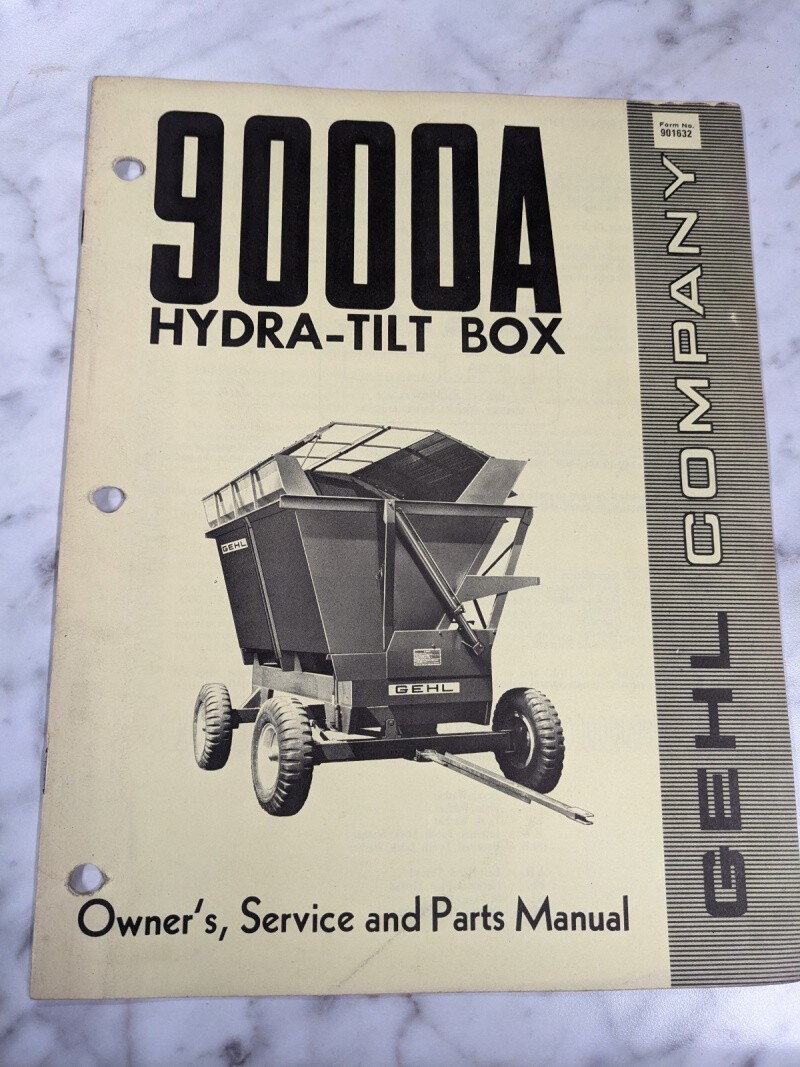 9000A
HYDRA-TILT BOX
Form No.
901632
GEHL COMPANY
GEHL
GEHL
Owner's, Service and Parts Manual